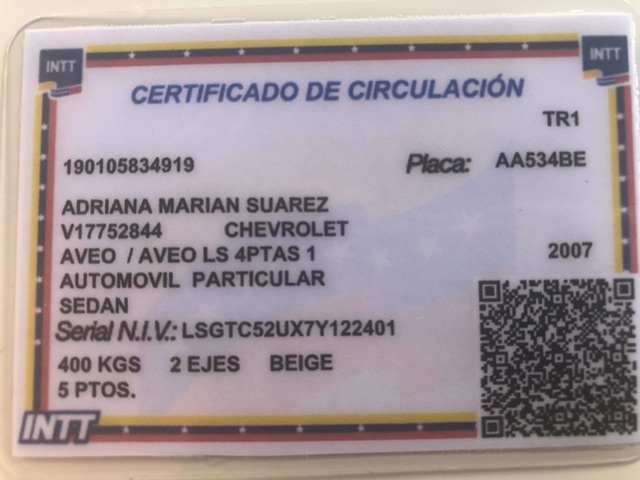 INTT INTT
CERTIFICADO DE CIRCULACIÓN
TR1
190105834919 Placa: AA534BE
ADRIANA MARIAN SUAREZ
V17752844 CHEVROLET
AVEO / AVEO LS 4PTAS 1 2007
AUTOMOVIL PARTICULAR
SEDAN
Serial N.I.V.: LSGTC52UX7Y122401
400 KGS 2 EJES BEIGE
5 PTOS.
INTT